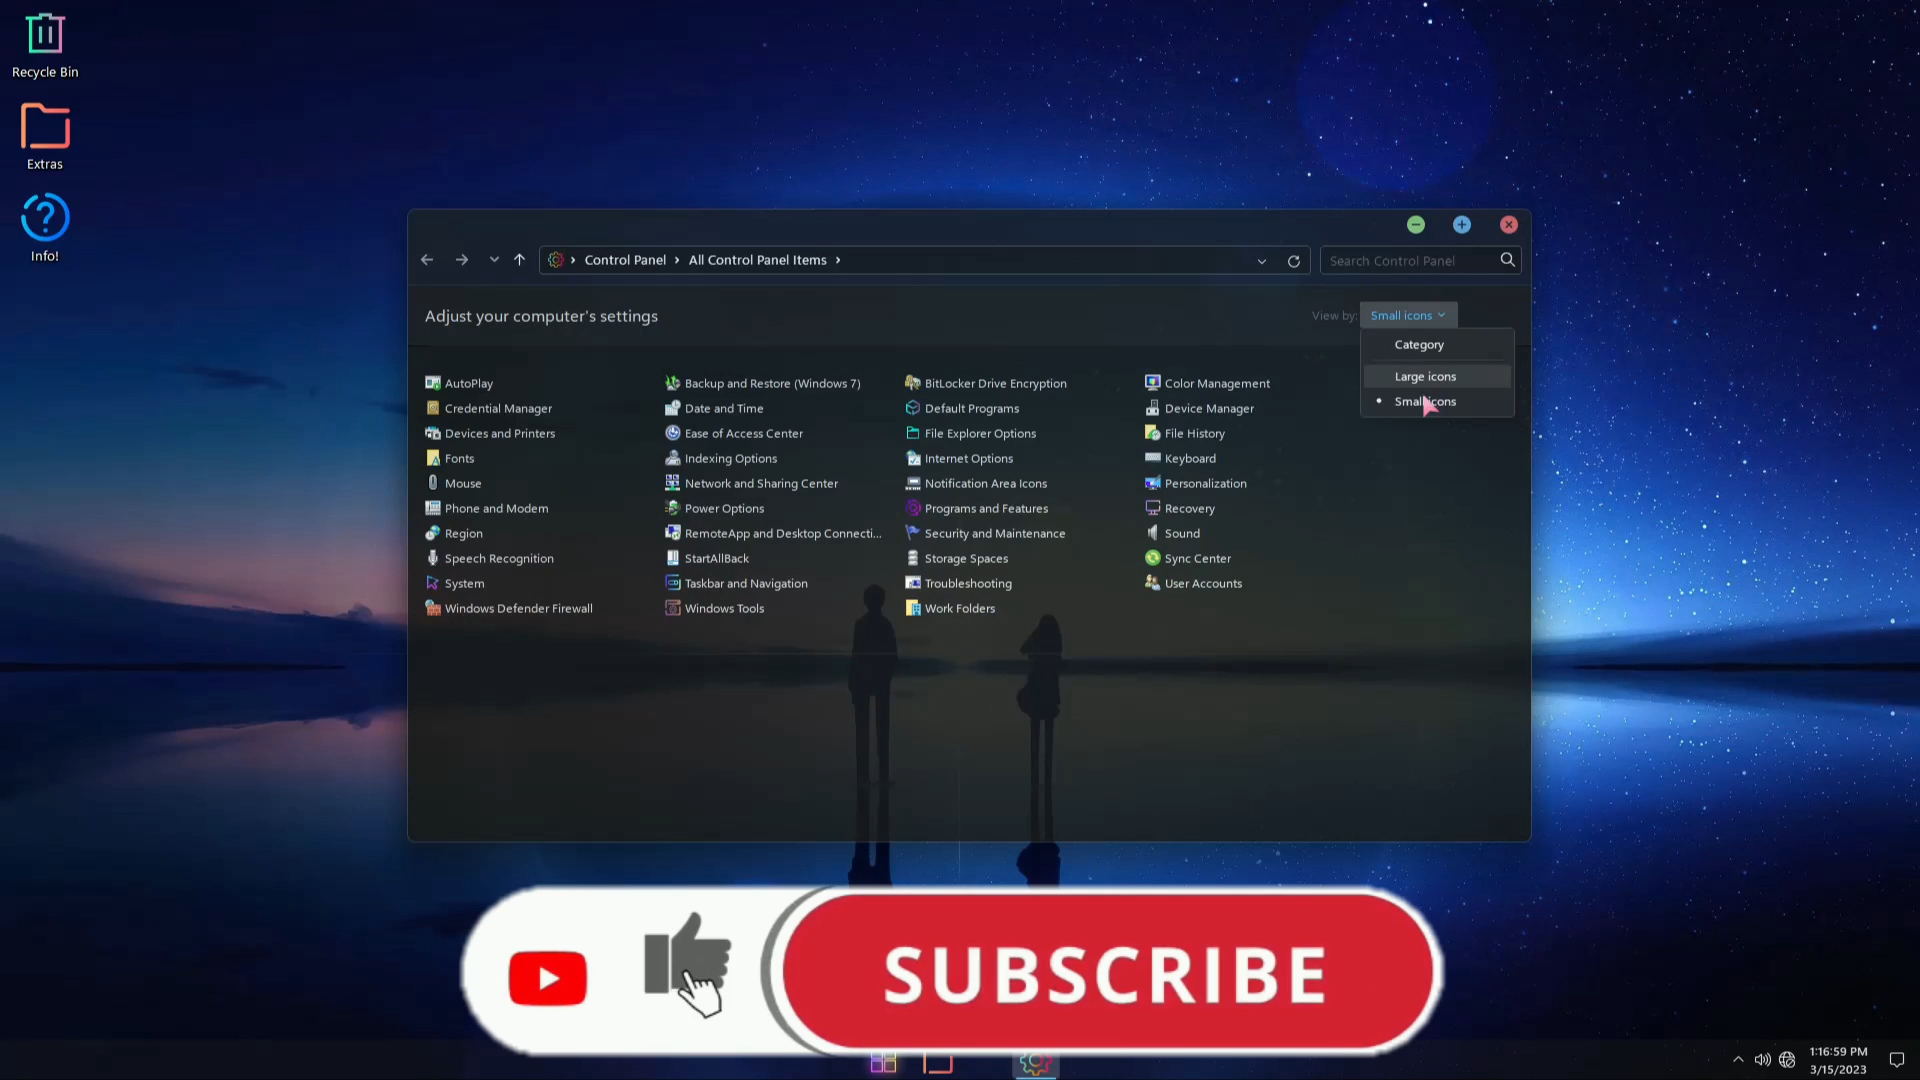 Recycle Bin
Extras
Info!
Control Panel
All Control Panel Items
Search Control Panel
Adjust your computer's settings
View by:
Small icons
Category
Large icons
Small icons
AutoPlay
Backup and Restore (Windows 7)
BitLocker Drive Encryption
Color Management
Credential Manager
Date and Time
Default Programs
Device Manager
Devices and Printers
Ease of Access Center
File Explorer Options
File History
Fonts
Indexing Options
Internet Options
Keyboard
Mouse
Network and Sharing Center
Notification Area Icons
Personalization
Phone and Modem
Power Options
Programs and Features
Recovery
Region
RemoteApp and Desktop Connecti...
Security and Maintenance
Sound
Speech Recognition
StartAllBack
Storage Spaces
Sync Center
System
Taskbar and Navigation
Troubleshooting
User Accounts
Windows Defender Firewall
Windows Tools
Work Folders
SUBSCRIBE
1:16:59 PM
3/15/2023